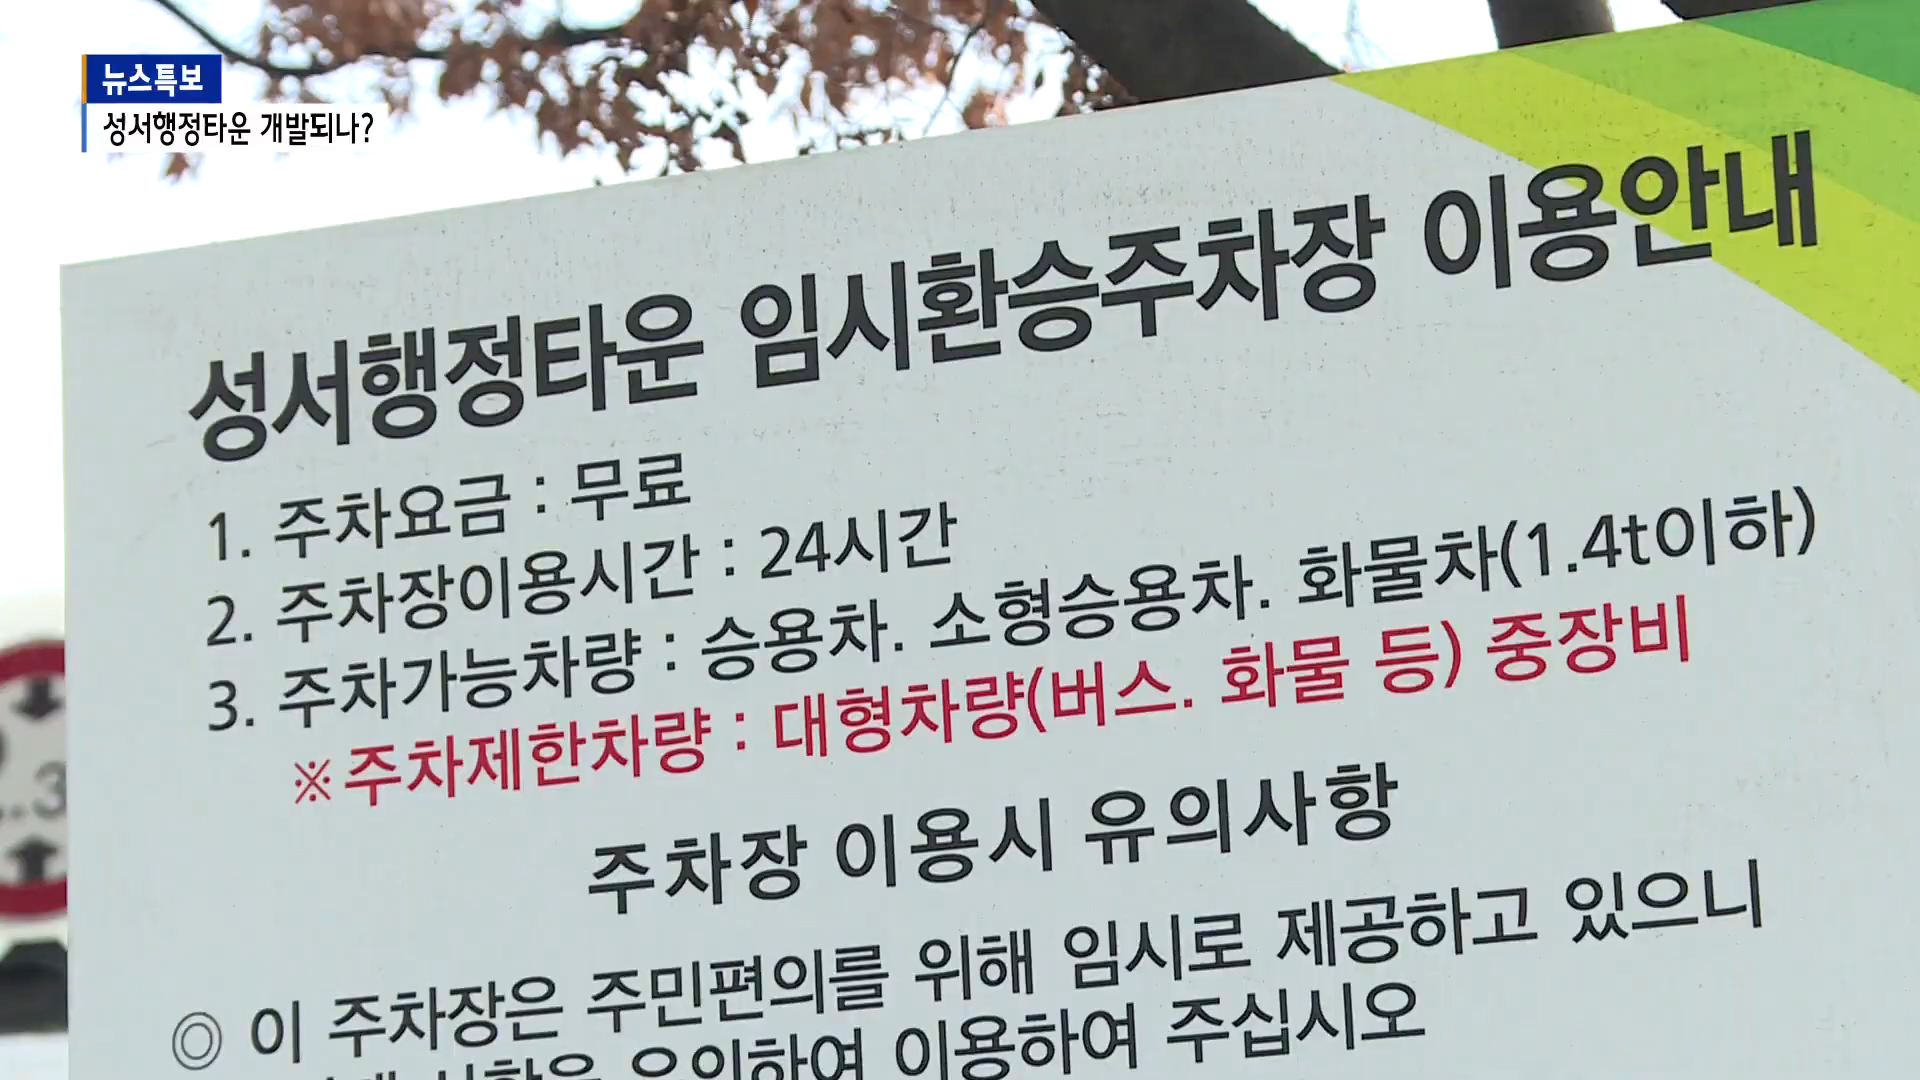 뉴스특보
성서행정타운 개발되나?
성서행정타운 임시환승주차장 이용안내
1. 주차요금 : 무료
2. 주차장이용시간 : 24시간
3. 주차가능차량 : 승용차. 소형승용차. 화물차(1.4t이하)
※주차제한차량 : 대형차량(버스. 화물 등) 중장비
주차장 이용시 유의사항
◎ 이 주차장은 주민편의를 위해 임시로 제공하고 있으니
유의하여 이용하여 주십시오